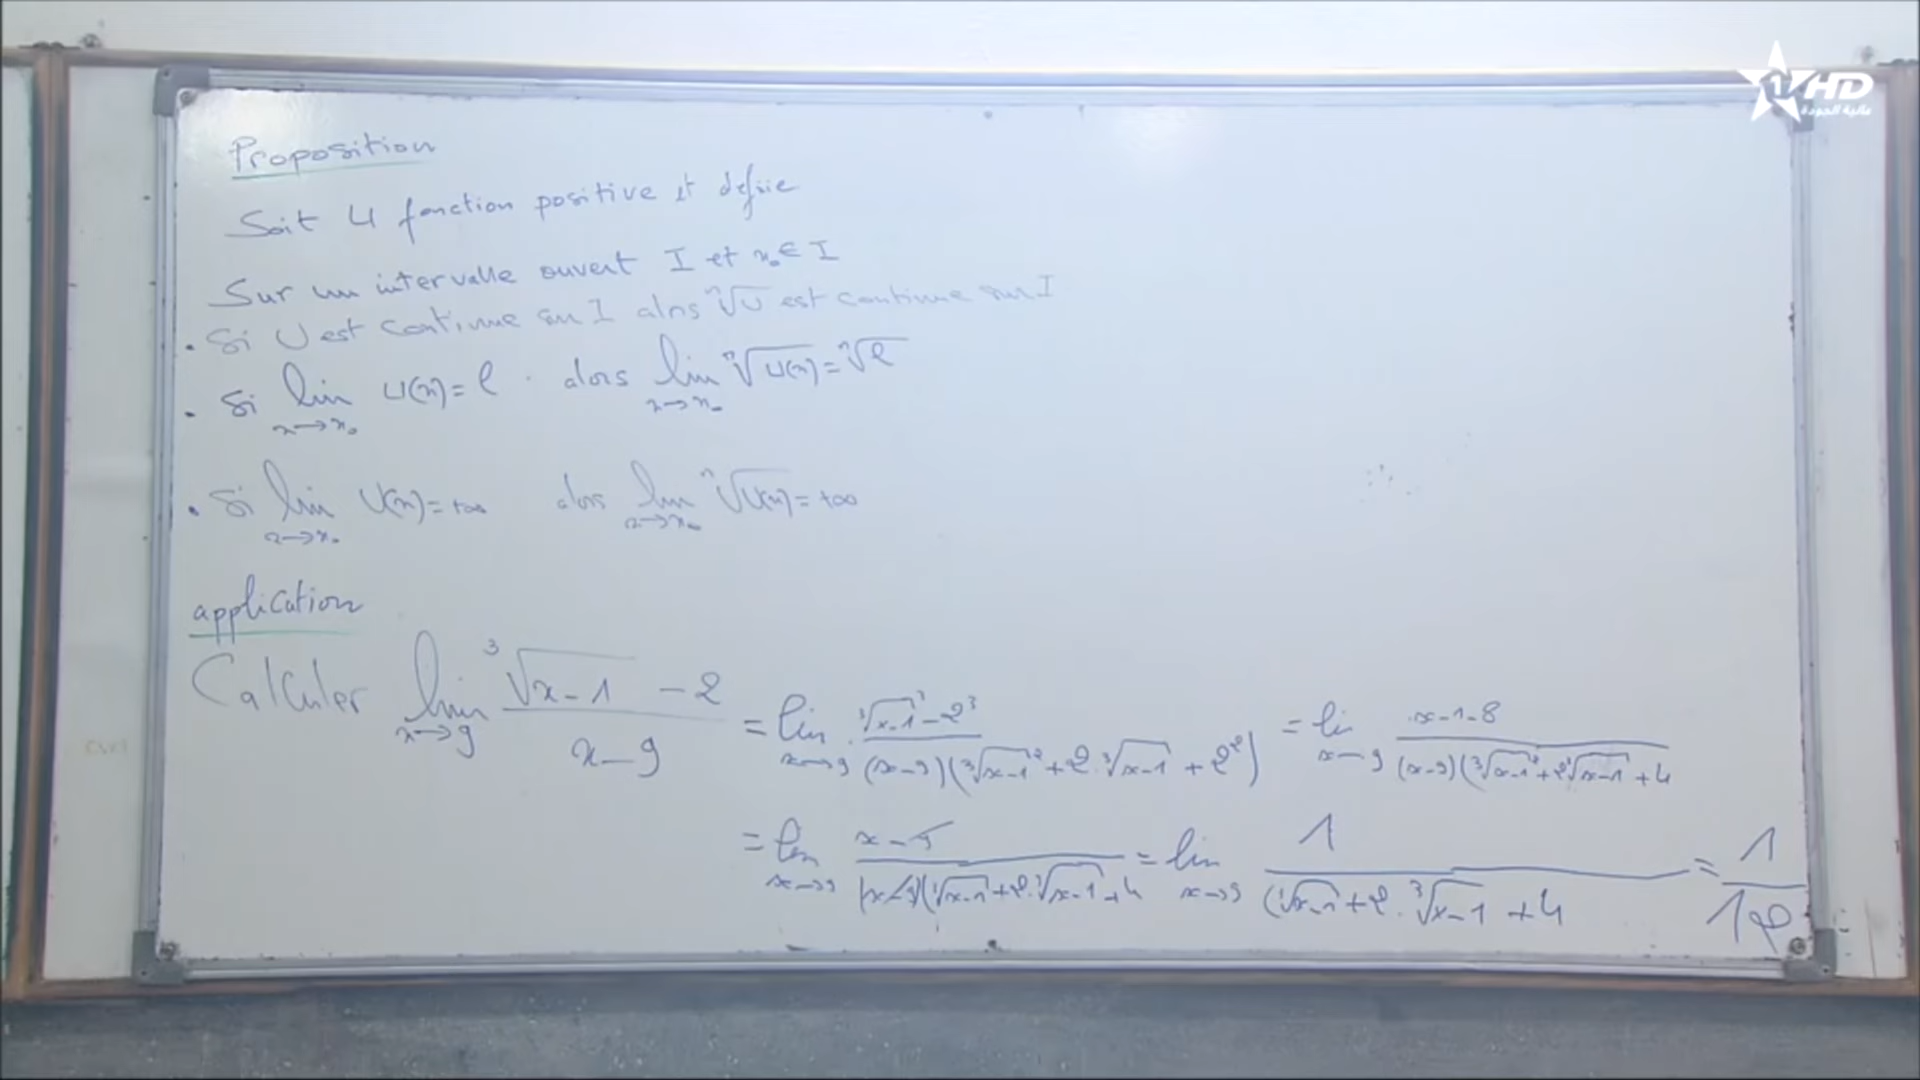 HD
عالية الجودة
Proposition
Soit U fonction positive et définie
Sur un intervalle ouvert I et x₀ ∈ I
• Si U est continue sur I alors ⁿ√U est continue sur I
• Si lim x→x₀ U(x) = l . alors lim x→x₀ ⁿ√U(x) = ⁿ√l
• Si lim x→x₀ U(x) = +∞ alors lim x→x₀ ⁿ√U(x) = +∞
application
Calculer lim x→9 (³√(x-1) - 2)/(x-9) = lim x→9 (³√(x-1)³ - 2³)/((x-9)(³√(x-1)² + 2.³√(x-1) + 2²)) = li x→9 (x-1-8)/((x-9)(³√(x-1)² + 2³√(x-1) + 4
= lim x→9 (x-9)/((x-9)(³√(x-1)+2.³√(x-1)+4 = lim x→9 1/((³√(x-1)+2.³√(x-1)+4 = 1/12